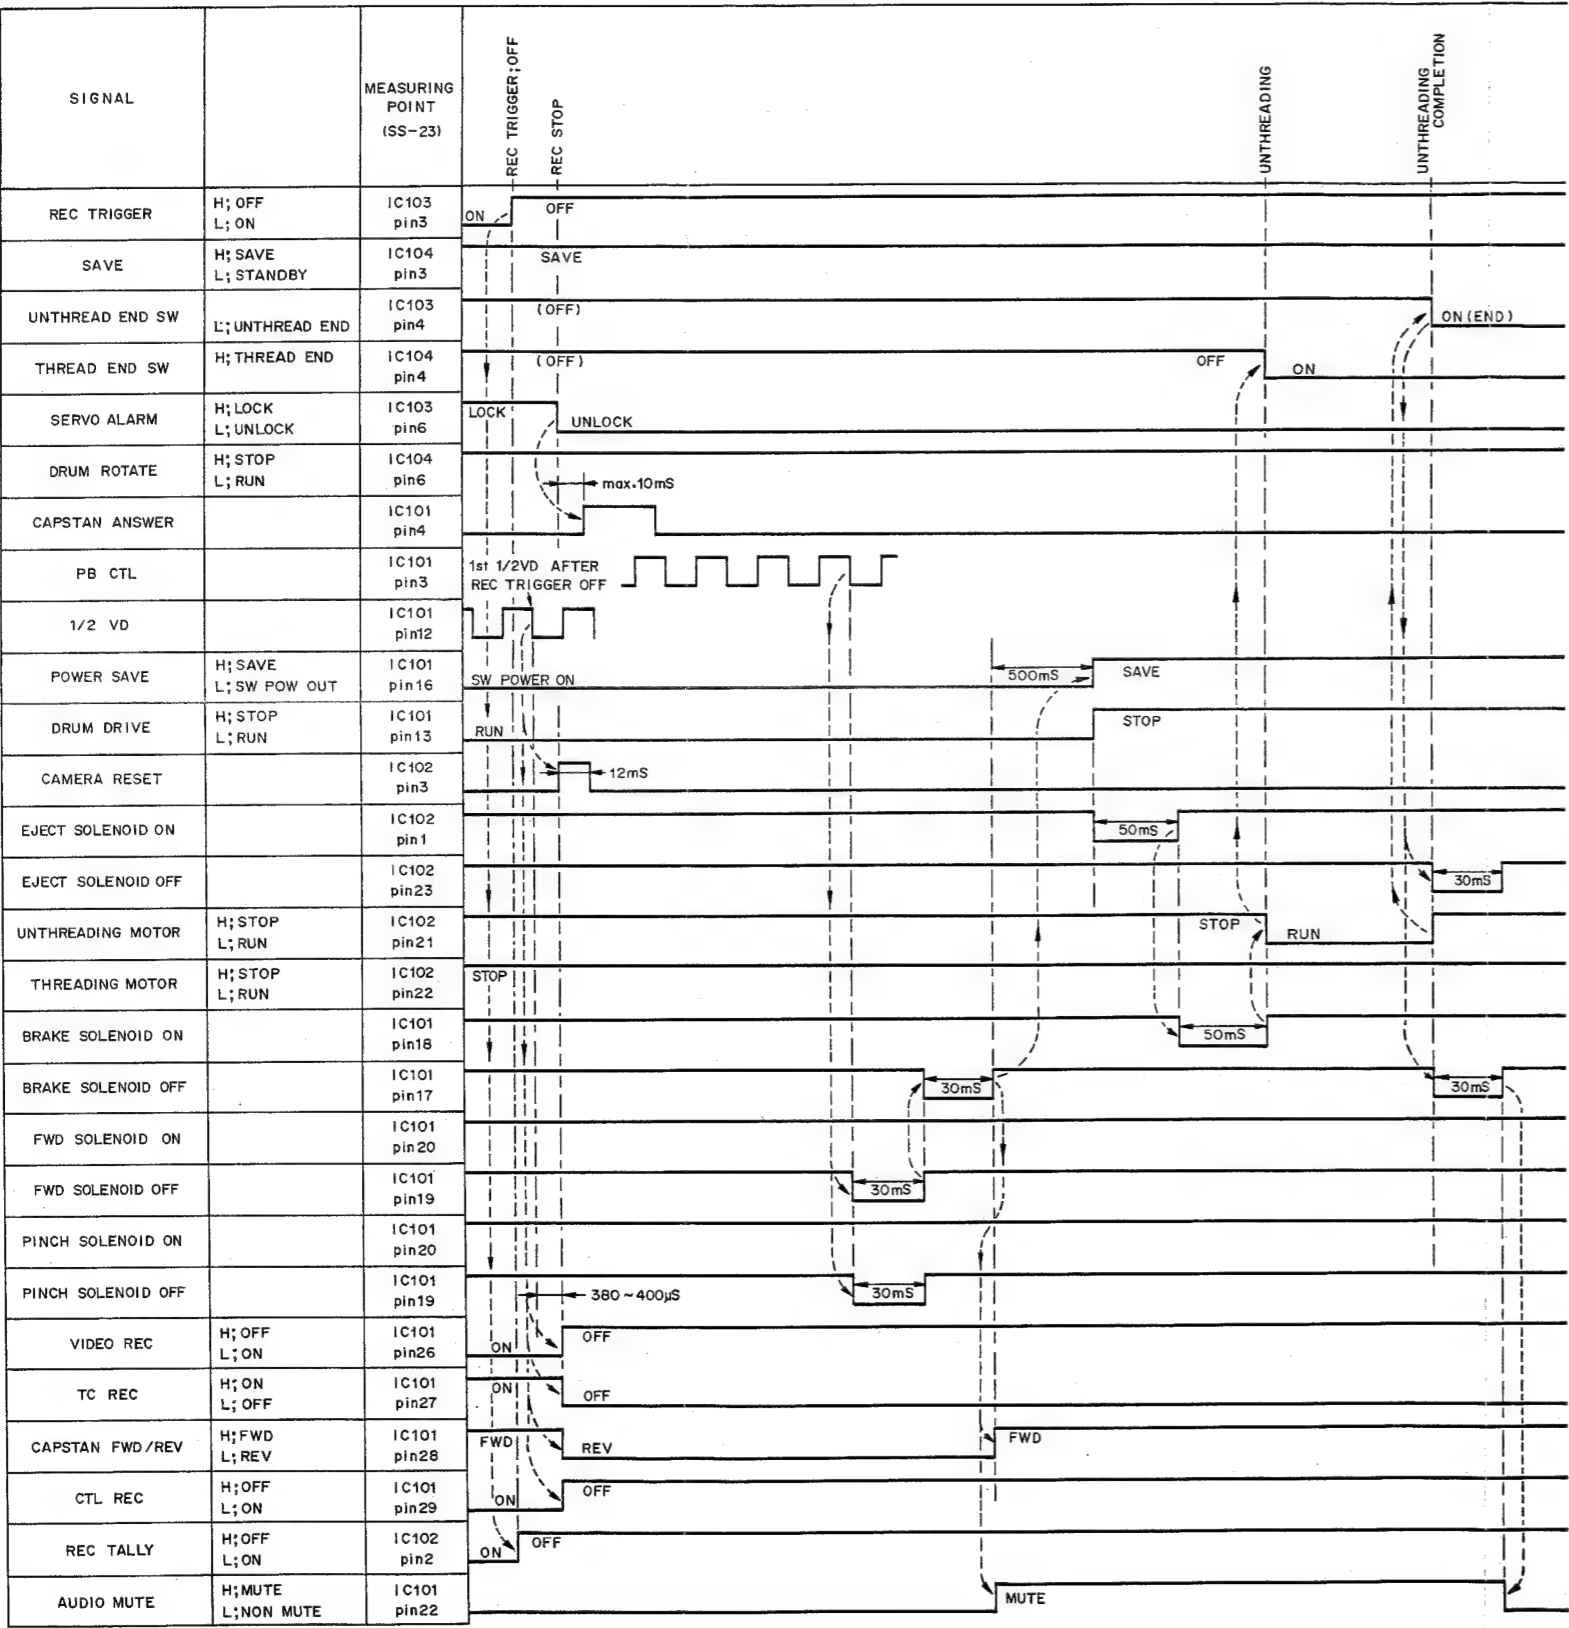 SIGNAL
MEASURING
POINT
(SS-23)
REC TRIGGER;OFF
REC STOP
UNTHREADING
UNTHREADING
COMPLETION
REC TRIGGER
H;OFF
L;ON
IC103
pin3
ON
OFF
SAVE
H;SAVE
L;STANDBY
IC104
pin3
SAVE
UNTHREAD END SW
L;UNTHREAD END
IC103
pin4
(OFF)
ON(END)
THREAD END SW
H;THREAD END
IC104
pin4
(OFF)
OFF
ON
SERVO ALARM
H;LOCK
L;UNLOCK
IC103
pin6
LOCK
UNLOCK
DRUM ROTATE
H;STOP
L;RUN
IC104
pin6
max.10mS
CAPSTAN ANSWER
IC101
pin4
PB CTL
IC101
pin3
1st 1/2VD AFTER
REC TRIGGER OFF
1/2 VD
IC101
pin12
POWER SAVE
H;SAVE
L;SW POW OUT
IC101
pin16
SW POWER ON
500mS
SAVE
DRUM DRIVE
H;STOP
L;RUN
IC101
pin13
RUN
STOP
CAMERA RESET
IC102
pin3
12mS
EJECT SOLENOID ON
IC102
pin1
50mS
EJECT SOLENOID OFF
IC102
pin23
30mS
UNTHREADING MOTOR
H;STOP
L;RUN
IC102
pin21
STOP
RUN
THREADING MOTOR
H;STOP
L;RUN
IC102
pin22
STOP
BRAKE SOLENOID ON
IC101
pin18
50mS
BRAKE SOLENOID OFF
IC101
pin17
30mS
30mS
FWD SOLENOID ON
IC101
pin20
FWD SOLENOID OFF
IC101
pin19
30mS
PINCH SOLENOID ON
IC101
pin20
PINCH SOLENOID OFF
IC101
pin19
380~400μS
30mS
VIDEO REC
H;OFF
L;ON
IC101
pin26
ON
OFF
TC REC
H;ON
L;OFF
IC101
pin27
ON
OFF
CAPSTAN FWD/REV
H;FWD
L;REV
IC101
pin28
FWD
REV
FWD
CTL REC
H;OFF
L;ON
IC101
pin29
ON
OFF
REC TALLY
H;OFF
L;ON
IC102
pin2
ON
OFF
AUDIO MUTE
H;MUTE
L;NON MUTE
IC101
pin22
MUTE